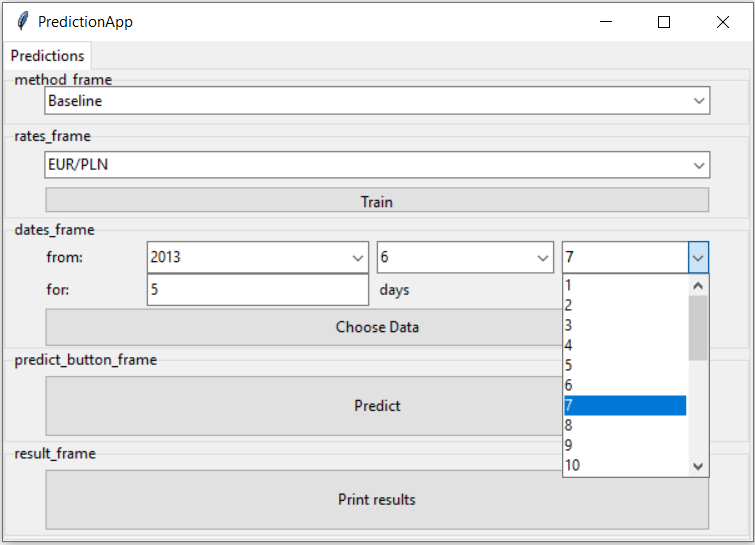 PredictionApp
Predictions
method_frame
Baseline
rates_frame
EUR/PLN
Train
dates_frame
from: 2013 6 7
for: 5 days
1
2
3
4
5
6
7
8
9
10
Choose Data
predict_button_frame
Predict
result_frame
Print results